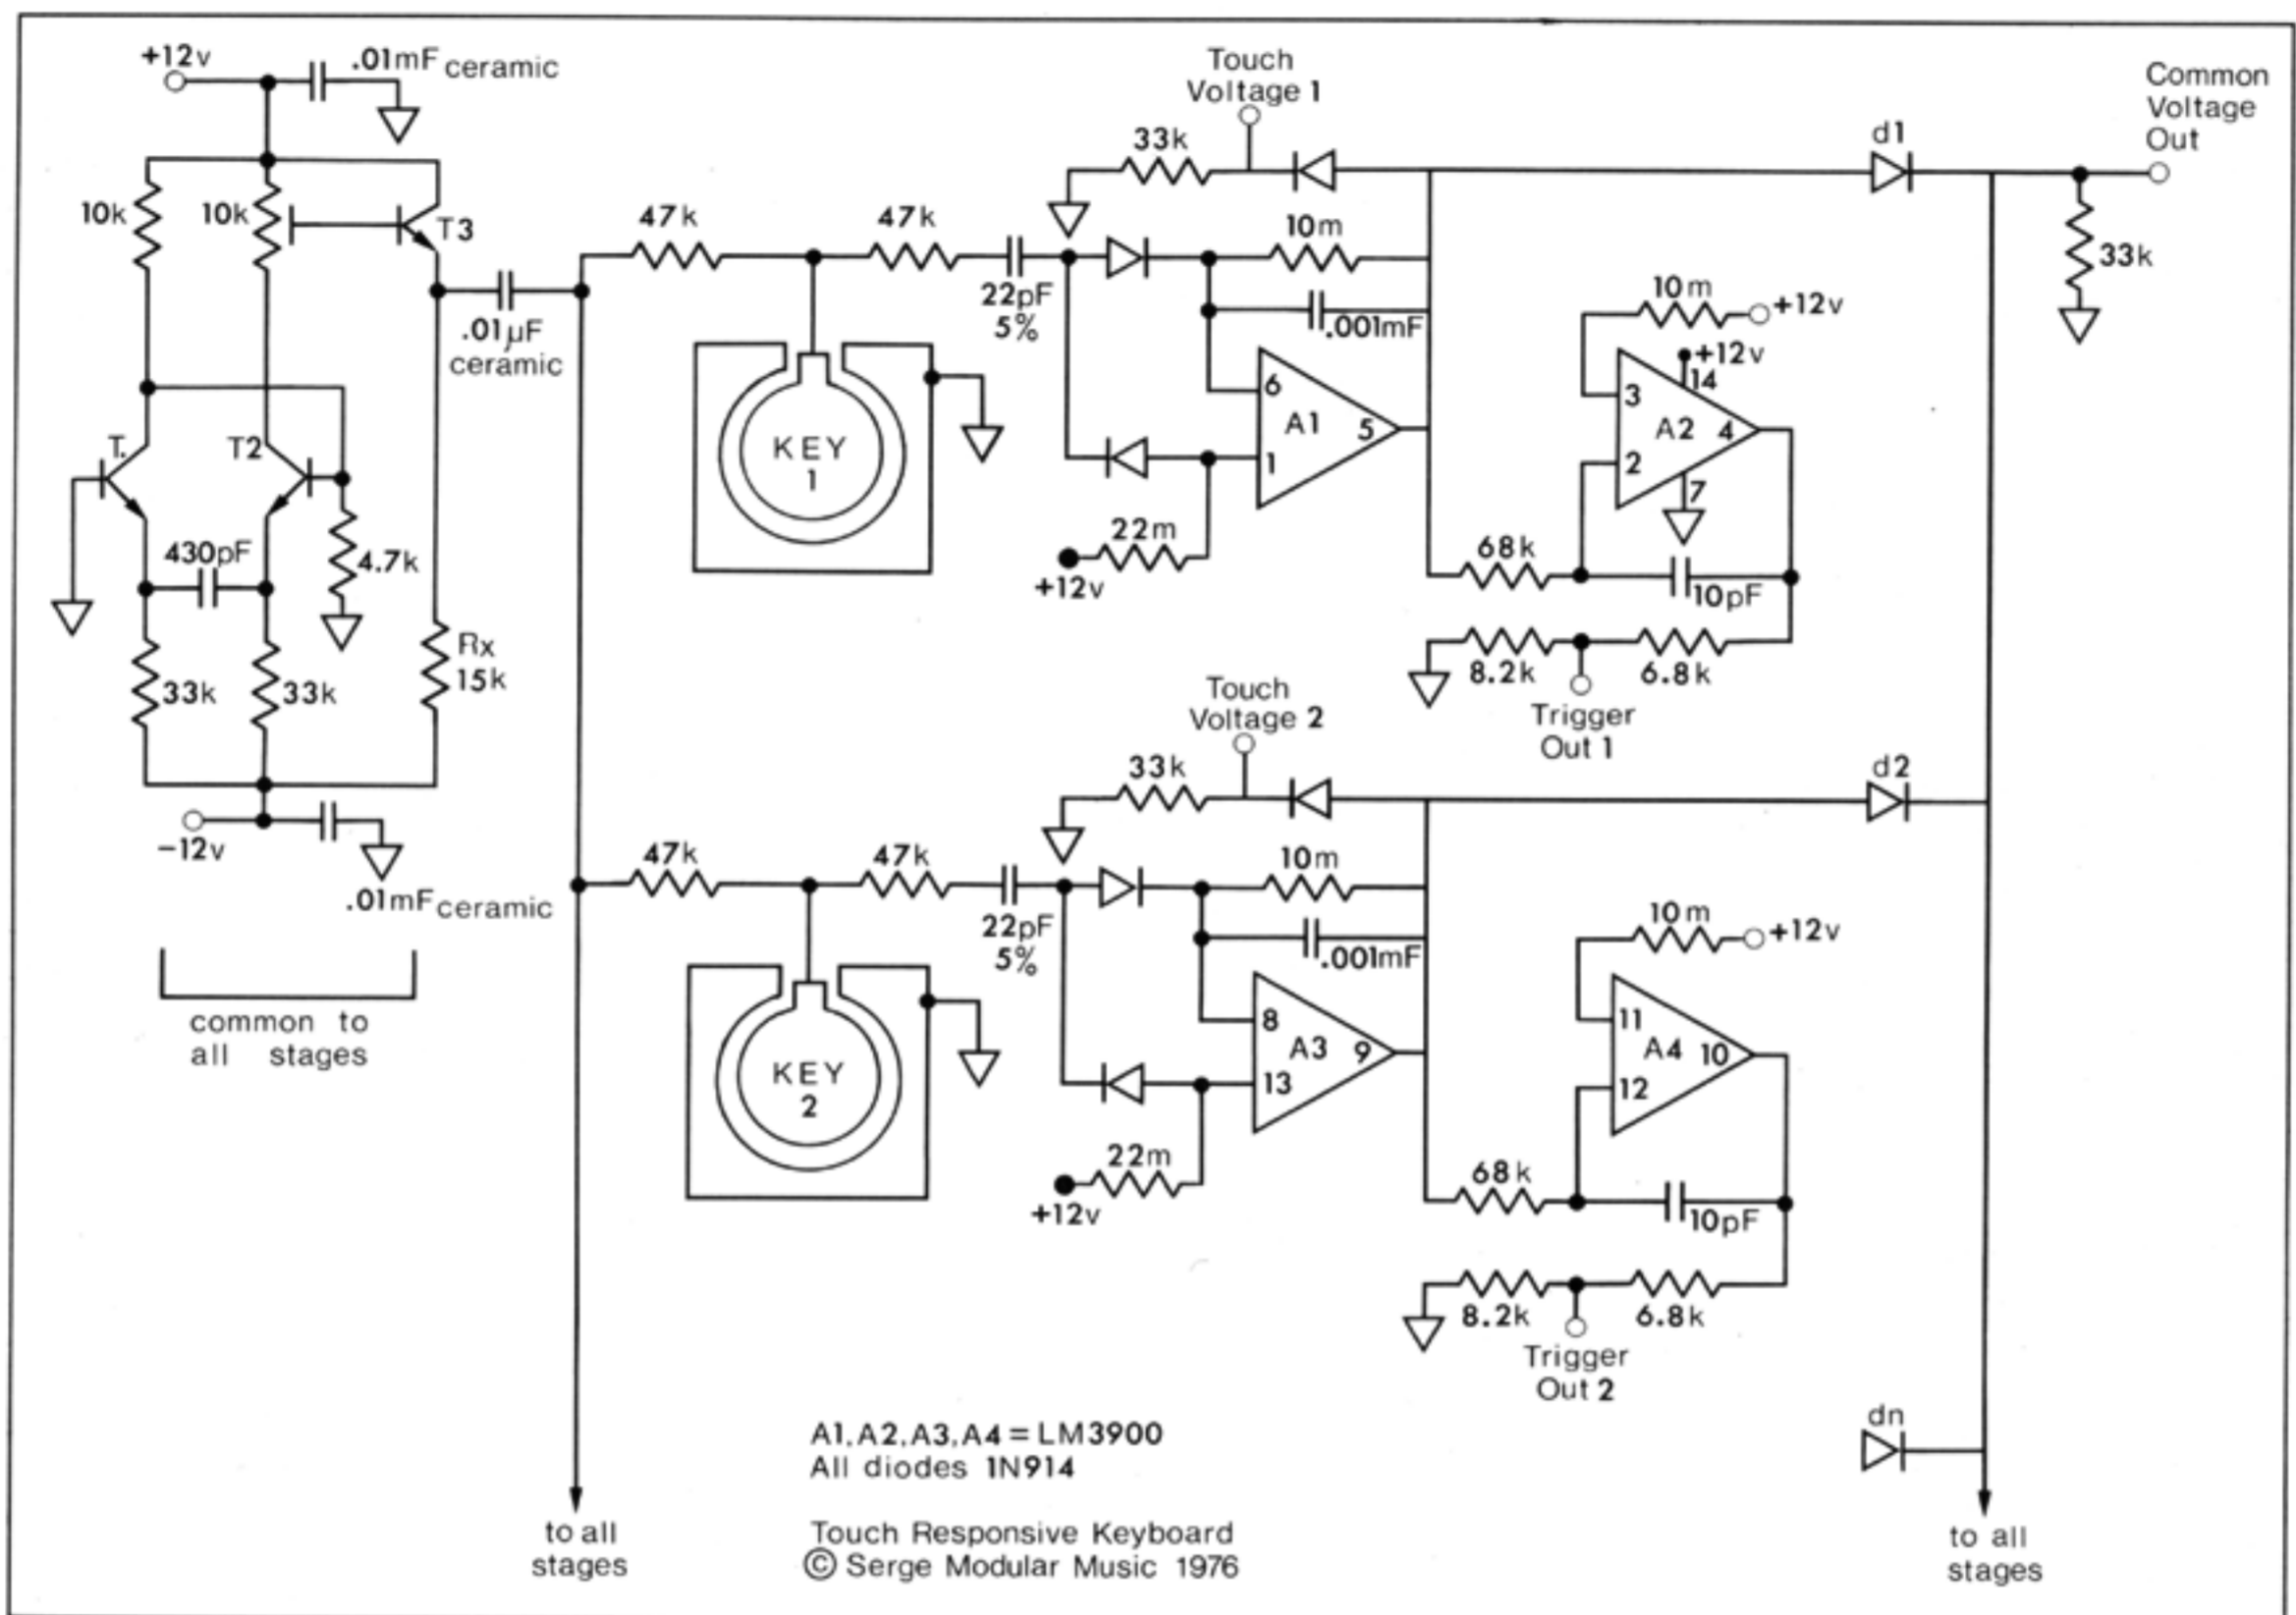 +12v
.01mF ceramic
10k
10k
T3
.01µF
ceramic
T.
T2
430pF
4.7k
33k
33k
Rx
15k
-12v
.01mF ceramic
common to
all stages
47k
47k
22pF
5%
KEY
1
Touch
Voltage 1
33k
10m
.001mF
6
A1
5
1
22m
+12v
10m
+12v
+12v
14
3
A2
4
2
7
68k
10pF
8.2k
6.8k
Trigger
Out 1
d1
Common
Voltage
Out
33k
47k
47k
22pF
5%
KEY
2
Touch
Voltage 2
33k
10m
.001mF
8
A3
9
13
22m
+12v
10m
+12v
11
A4
10
12
68k
10pF
8.2k
6.8k
Trigger
Out 2
d2
dn
to all
stages
to all
stages
A1,A2,A3,A4 = LM3900
All diodes 1N914
Touch Responsive Keyboard
© Serge Modular Music 1976